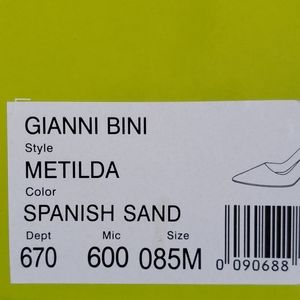 GIANNI BINI
Style
METILDA
Color
SPANISH SAND
Dept Mic Size
670 600 085M
0 090688